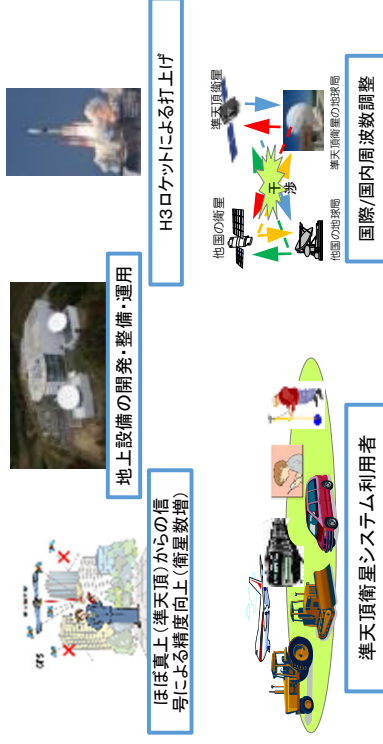 GPS
ほぼ真上(準天頂)からの信
号による精度向上(衛星数増)
地上設備の開発・整備・運用
H3ロケットによる打上げ
準天頂衛星システム利用者
他国の衛星
準天頂衛星
干
渉
他国の地球局
準天頂衛星の地球局
国際/国内周波数調整